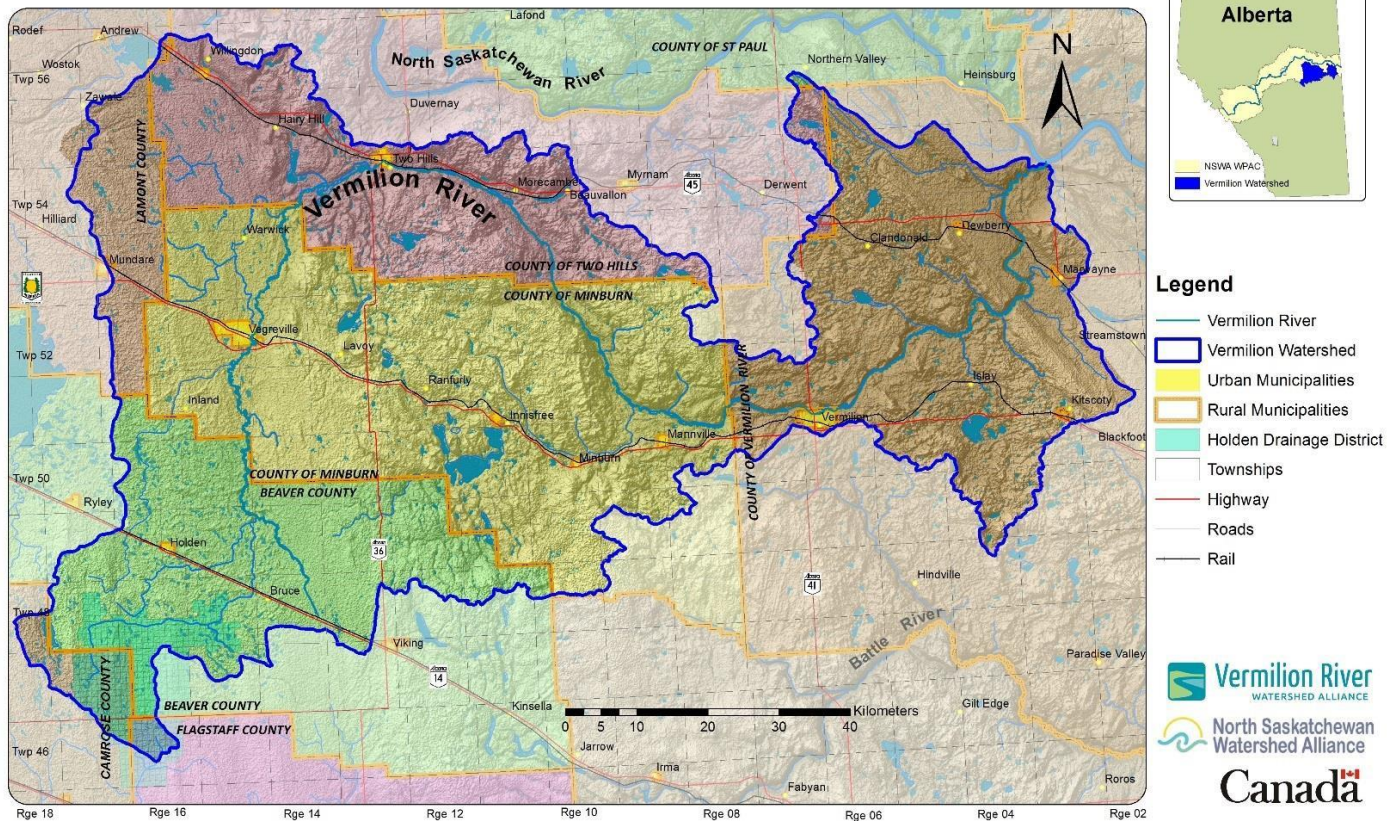 Lafond
Rodef
Andrew
COUNTY OF ST PAUL
Willingdon
North Saskatchewan River
Northern Valley
Wostok
Twp 56
Heinsburg
N
Duvernay
Zawale
Hairy Hill
Two Hills
Myrnam
Alberta
45
Derwent
Morecambe
Beauvallon
LAMONT COUNTY
Vermilion River
Twp 54
Hilliard
Warwick
Clandonald
Dewberry
Mundare
COUNTY OF TWO HILLS
COUNTY OF MINBURN
Marwayne
Vegreville
Streamstown
Lavoy
Twp 52
Ranfurly
COUNTY OF VERMILION RIVER
Islay
Inland
Innisfree
Kitscoty
Vermilion
Mannville
Blackfoot
Minburn
COUNTY OF MINBURN
BEAVER COUNTY
Twp 50
Ryley
Holden
36
Hindville
41
Bruce
Twp 48
Battle River
Viking
Paradise Valley
14
CAMROSE COUNTY
BEAVER COUNTY
Kinsella
Gilt Edge
FLAGSTAFF COUNTY
Kilometers
0 5 10 20 30 40
Twp 46
Jarrow
Irma
Fabyan
Roros
Rge 18 Rge 16 Rge 14 Rge 12 Rge 10 Rge 08 Rge 06 Rge 04 Rge 02
Alberta
NSWA WPAC
Vermilion Watershed
Legend
Vermilion River
Vermilion Watershed
Urban Municipalities
Rural Municipalities
Holden Drainage District
Townships
Highway
Roads
Rail
Vermilion River
WATERSHED ALLIANCE
North Saskatchewan
Watershed Alliance
Canada